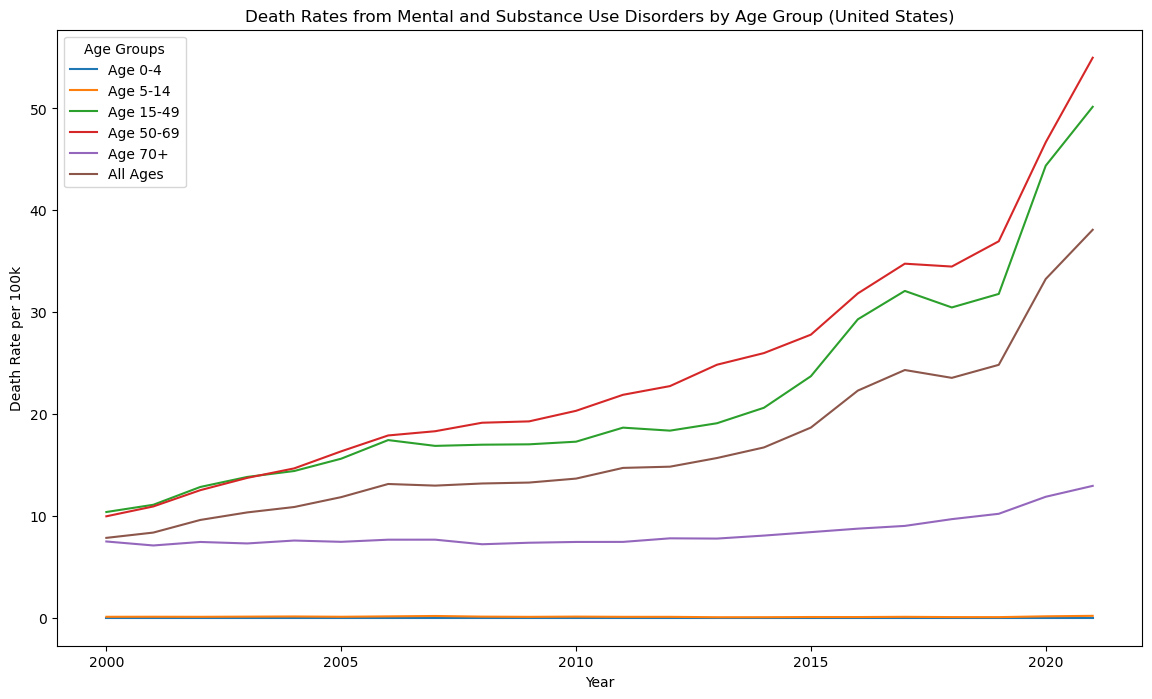 Death Rates from Mental and Substance Use Disorders by Age Group (United States)
Age Groups
Age 0-4
Age 5-14
Age 15-49
Age 50-69
Age 70+
All Ages
Death Rate per 100k
50
40
30
20
10
0
2000
2005
2010
2015
2020
Year